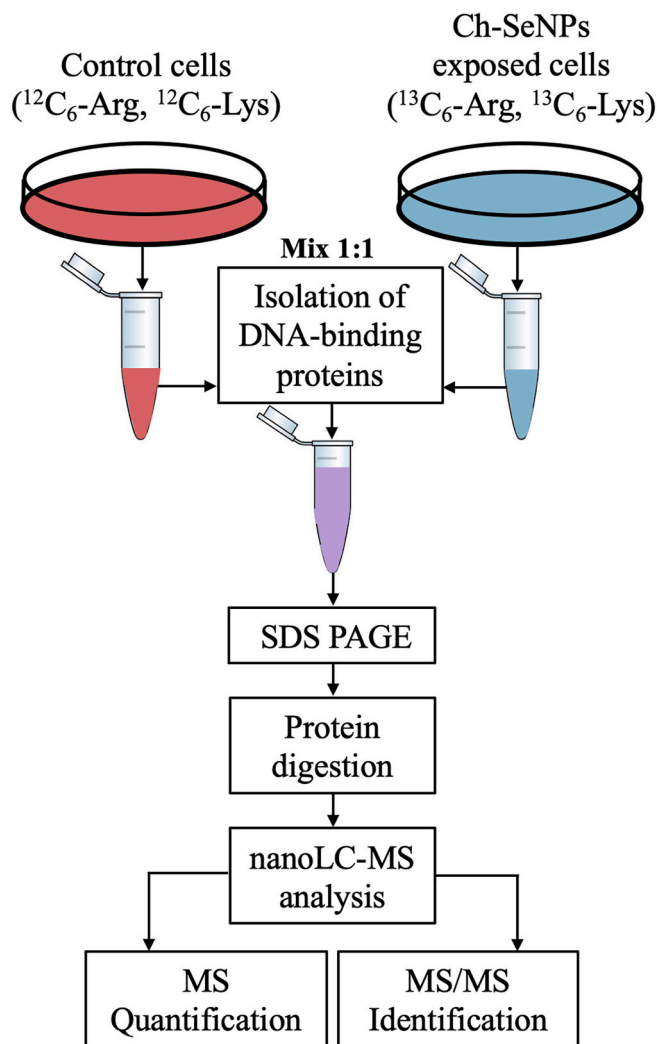 Control cells
(¹²C₆-Arg, ¹²C₆-Lys)
Ch-SeNPs
exposed cells
(¹³C₆-Arg, ¹³C₆-Lys)
Mix 1:1
Isolation of
DNA-binding
proteins
SDS PAGE
Protein
digestion
nanoLC-MS
analysis
MS
Quantification
MS/MS
Identification